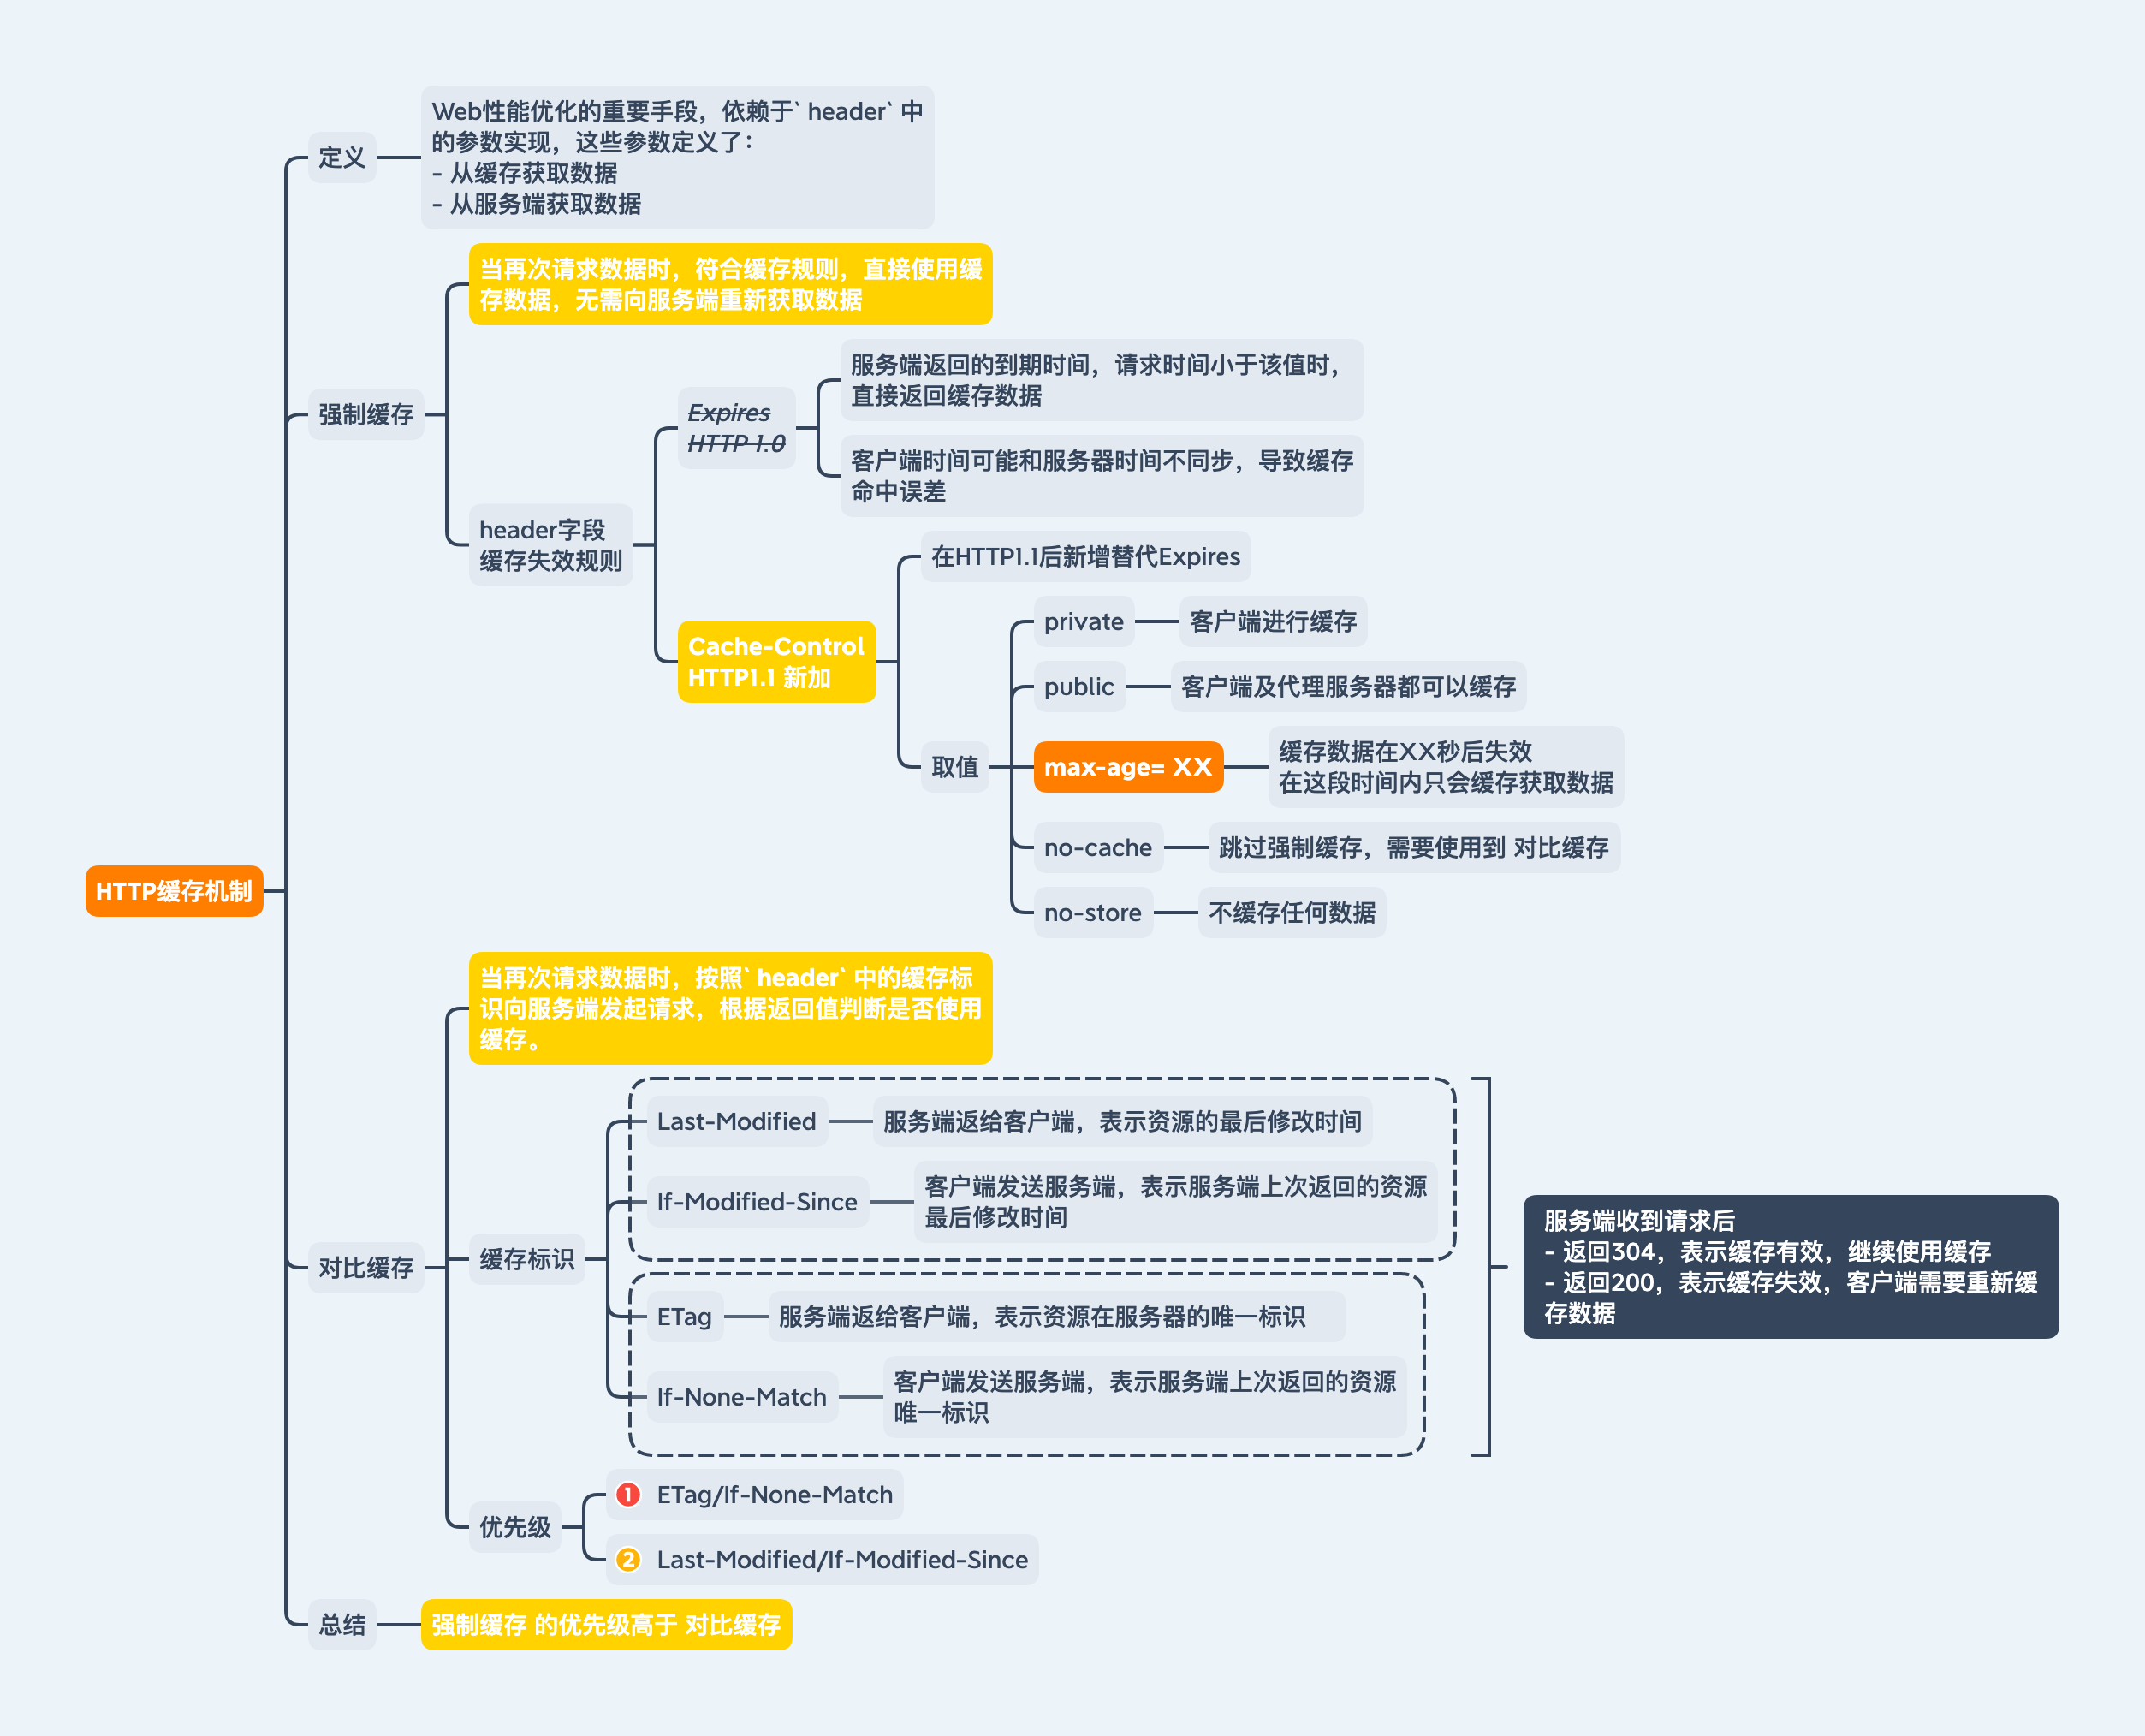 HTTP缓存机制
定义
Web性能优化的重要手段，依赖于` header` 中
的参数实现，这些参数定义了：
- 从缓存获取数据
- 从服务端获取数据
强制缓存
当再次请求数据时，符合缓存规则，直接使用缓
存数据，无需向服务端重新获取数据
header字段
缓存失效规则
Expires
HTTP 1.0
服务端返回的到期时间，请求时间小于该值时，
直接返回缓存数据
客户端时间可能和服务器时间不同步，导致缓存
命中误差
Cache-Control
HTTP1.1 新加
在HTTP1.1后新增替代Expires
取值
private
客户端进行缓存
public
客户端及代理服务器都可以缓存
max-age= XX
缓存数据在XX秒后失效
在这段时间内只会缓存获取数据
no-cache
跳过强制缓存，需要使用到 对比缓存
no-store
不缓存任何数据
对比缓存
当再次请求数据时，按照` header` 中的缓存标
识向服务端发起请求，根据返回值判断是否使用
缓存。
缓存标识
Last-Modified
服务端返给客户端，表示资源的最后修改时间
If-Modified-Since
客户端发送服务端，表示服务端上次返回的资源
最后修改时间
ETag
服务端返给客户端，表示资源在服务器的唯一标识
If-None-Match
客户端发送服务端，表示服务端上次返回的资源
唯一标识
服务端收到请求后
- 返回304，表示缓存有效，继续使用缓存
- 返回200，表示缓存失效，客户端需要重新缓
存数据
优先级
1 ETag/If-None-Match
2 Last-Modified/If-Modified-Since
总结
强制缓存 的优先级高于 对比缓存